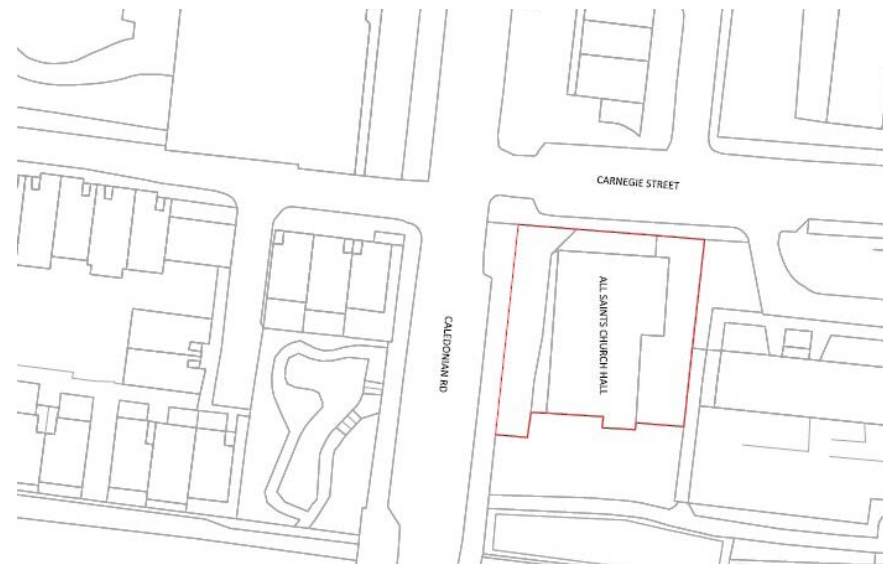 CARNEGIE STREET
ALL SAINTS CHURCH HALL
CALEDONIAN RD